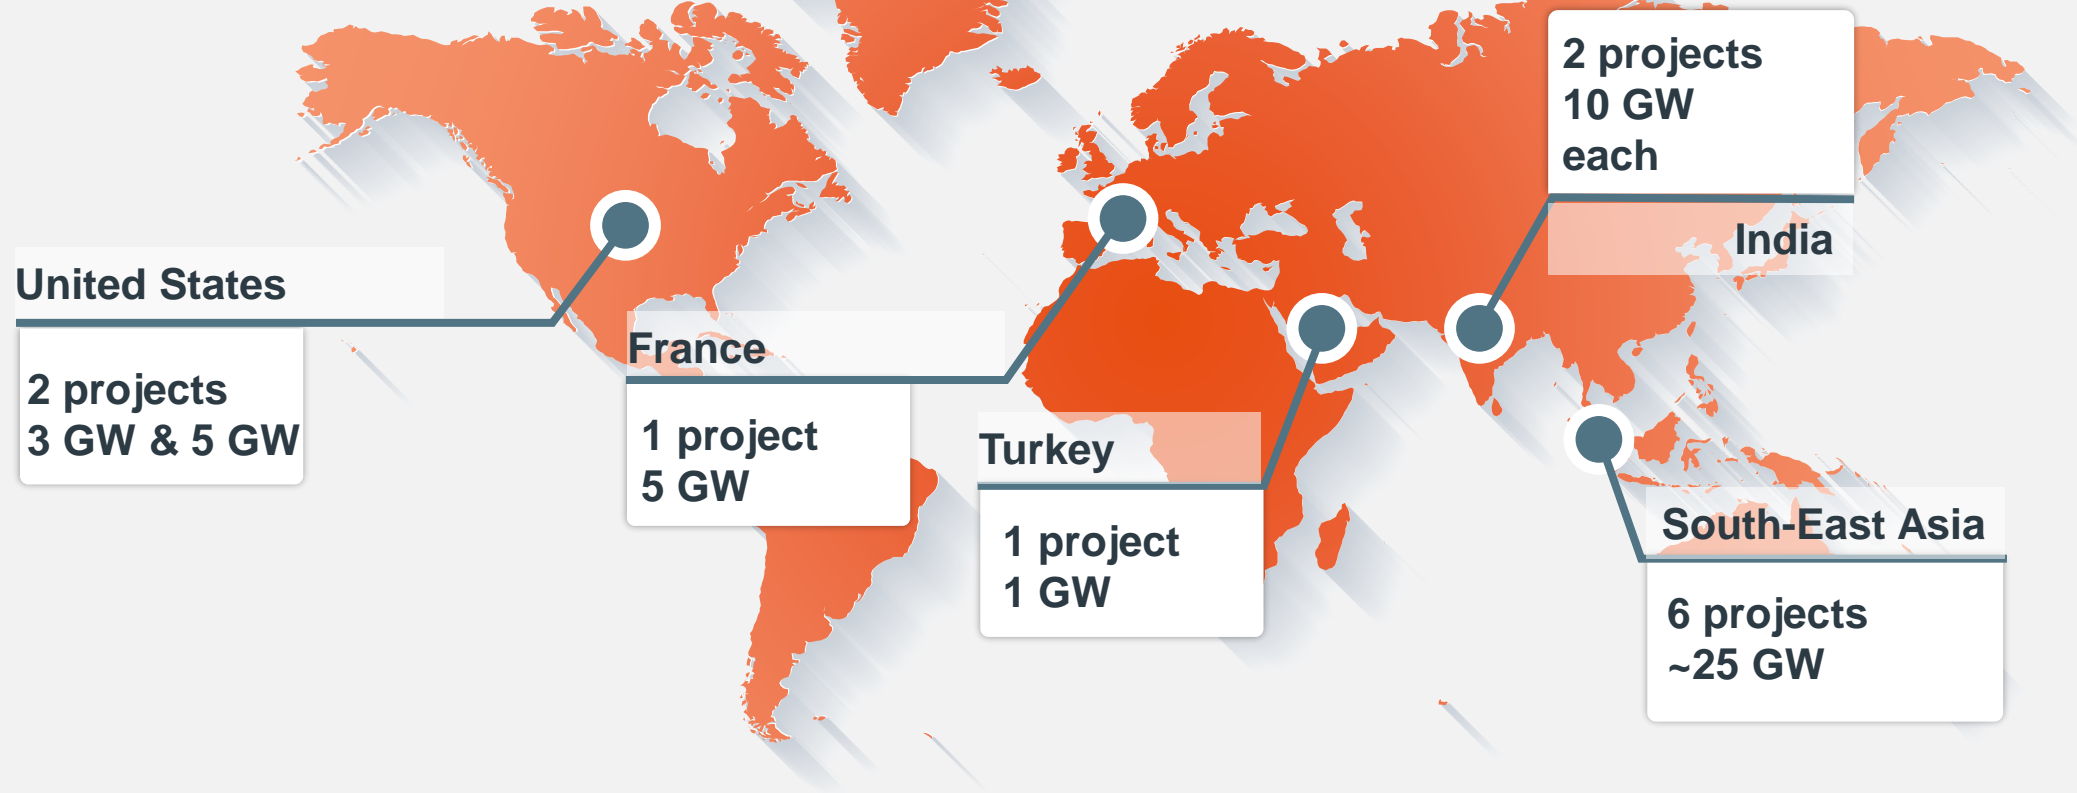 United States
2 projects
3 GW & 5 GW
France
1 project
5 GW
Turkey
1 project
1 GW
2 projects
10 GW
each
India
South-East Asia
6 projects
~25 GW